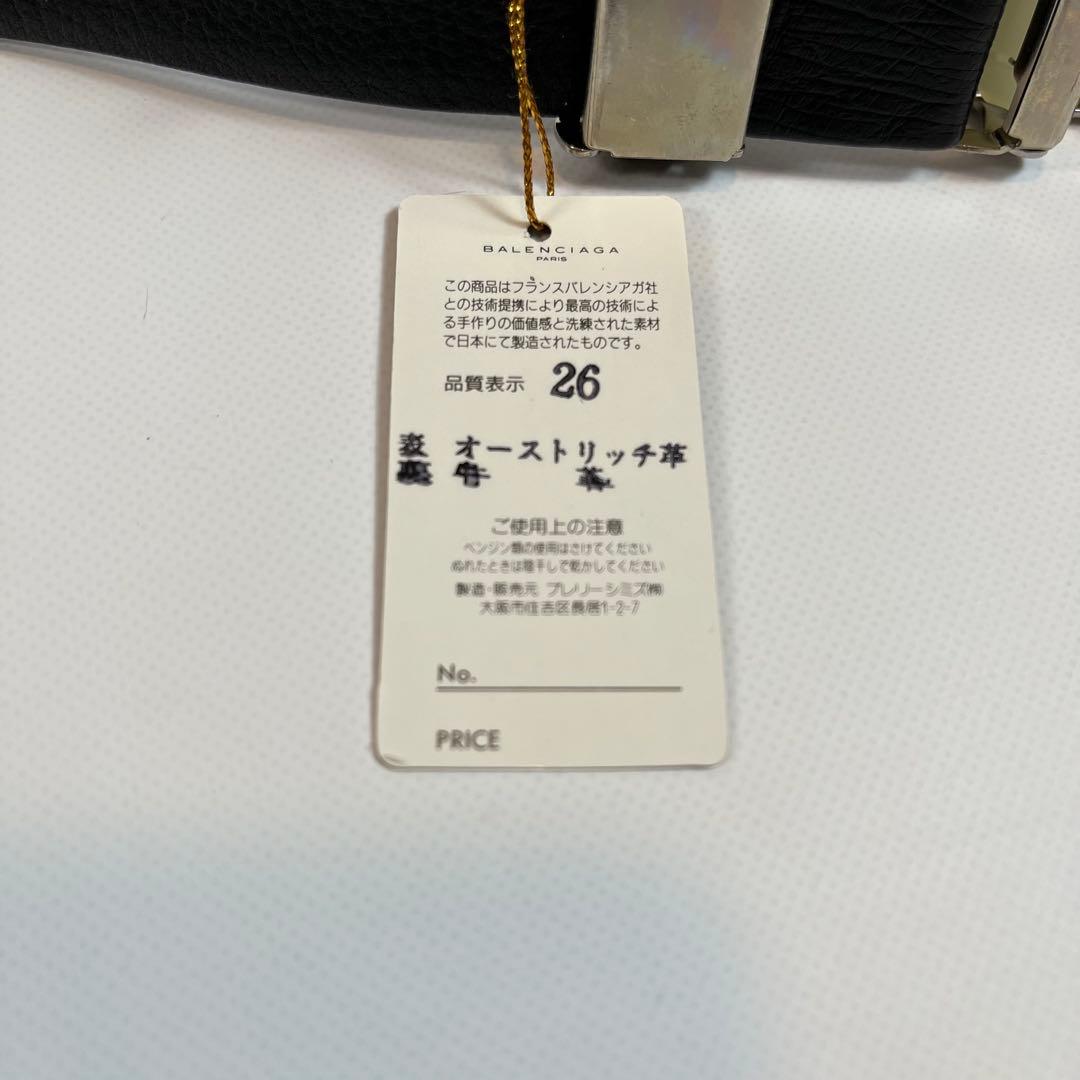 BALENCIAGA
PARIS
この商品はフランスバレンシアガ社
との技術提携により最高の技術によ
る手作りの価値感と洗練された素材
で日本にて製造されたものです。
品質表示 26
表 オーストリッチ革
裏 牛 革
ご使用上の注意
ベンジン類の使用はさけてください
ぬれたときは陰干しで乾かしてください
製造・販売元 プレリーシミズ㈱
大阪市住吉区長居1-2-7
No.
PRICE